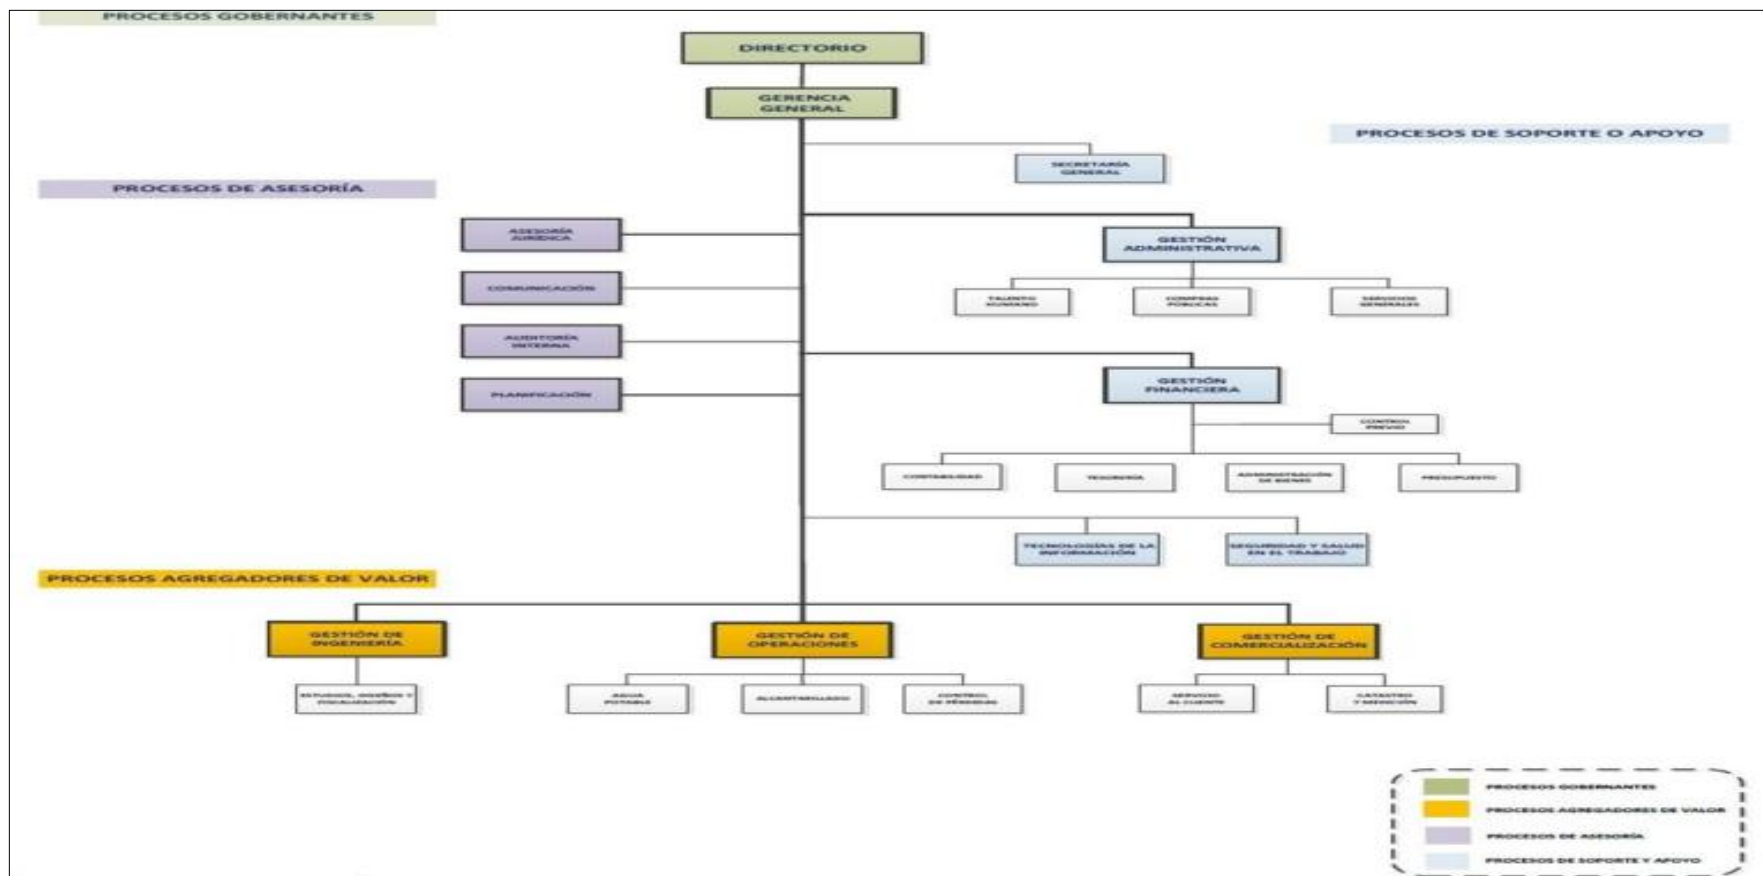 PROCESOS GOBERNANTES
DIRECTORIO
GERENCIA
GENERAL
PROCESOS DE SOPORTE O APOYO
SECRETARÍA
GENERAL
PROCESOS DE ASESORÍA
ASESORÍA
JURÍDICA
GESTIÓN
ADMINISTRATIVA
COMUNICACIÓN
TALENTO
HUMANO
COMPRAS
PÚBLICAS
SERVICIOS
GENERALES
AUDITORÍA
INTERNA
GESTIÓN
FINANCIERA
PLANIFICACIÓN
CONTROL
PREVIO
CONTABILIDAD
TESORERÍA
ADMINISTRACIÓN
DE BIENES
PRESUPUESTO
TECNOLOGÍAS DE LA
INFORMACIÓN
SEGURIDAD Y SALUD
EN EL TRABAJO
PROCESOS AGREGADORES DE VALOR
GESTIÓN DE
INGENIERÍA
GESTIÓN DE
OPERACIONES
GESTIÓN DE
COMERCIALIZACIÓN
ESTUDIOS, DISEÑOS Y
FISCALIZACIÓN
AGUA
POTABLE
ALCANTARILLADO
CONTROL
DE PÉRDIDAS
SERVICIO
AL CLIENTE
CATASTRO
Y MEDICIÓN
PROCESOS GOBERNANTES
PROCESOS AGREGADORES DE VALOR
PROCESOS DE ASESORÍA
PROCESOS DE SOPORTE Y APOYO